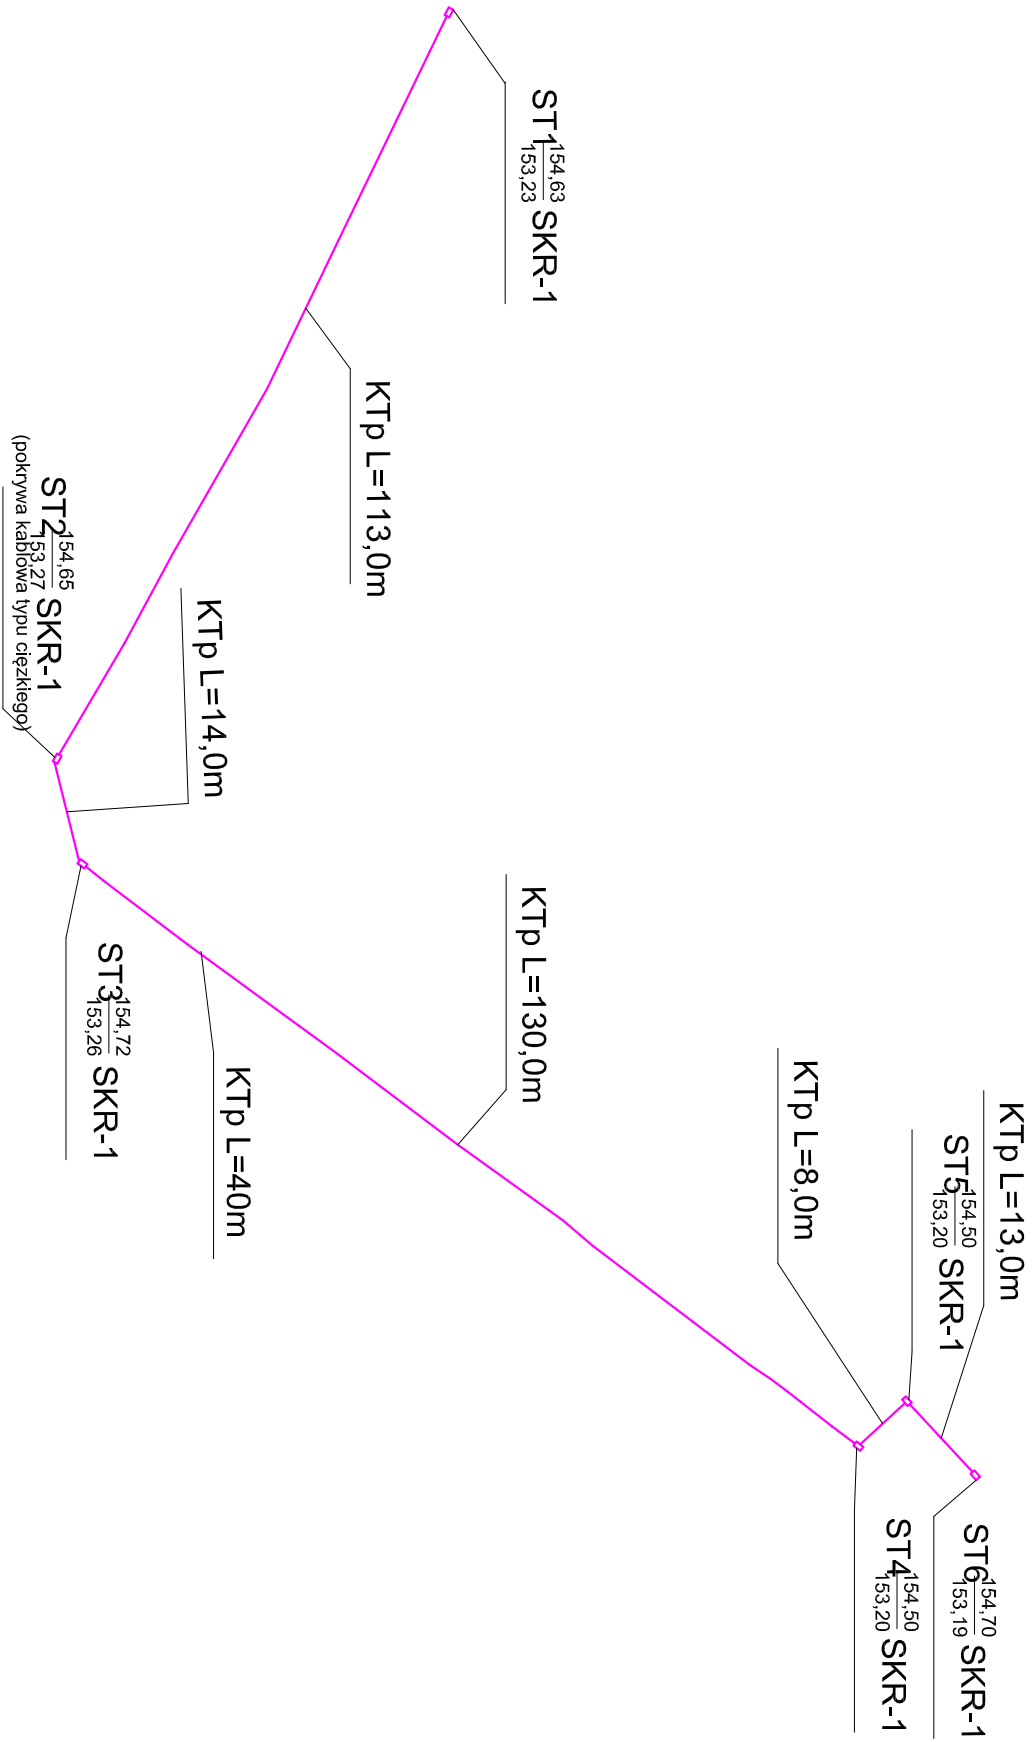 ST1 154,63 SKR-1
153,23
KTp L=113,0m
ST2 154,65 SKR-1
153,27
(pokrywa kablowa typu ciężkiego)
KTp L=14,0m
ST3 154,72 SKR-1
153,26
KTp L=40m
KTp L=130,0m
KTp L=8,0m
ST5 154,50 SKR-1
153,20
KTp L=13,0m
ST4 154,50 SKR-1
153,20
ST6 154,70 SKR-1
153,19